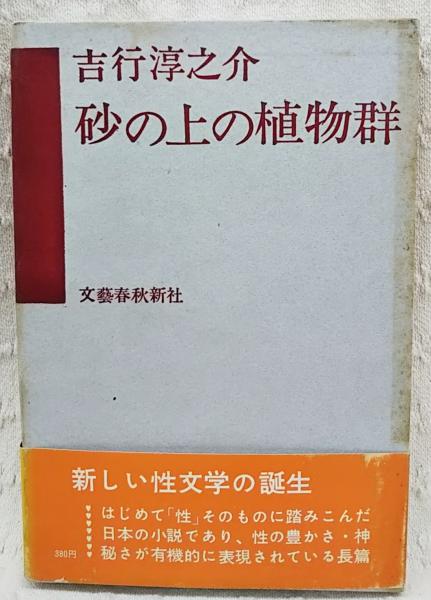 吉行淳之介
砂の上の植物群
文藝春秋新社
新しい性文学の誕生
はじめて「性」そのものに踏みこんだ
日本の小説であり、性の豊かさ・神
秘さが有機的に表現されている長篇
380円